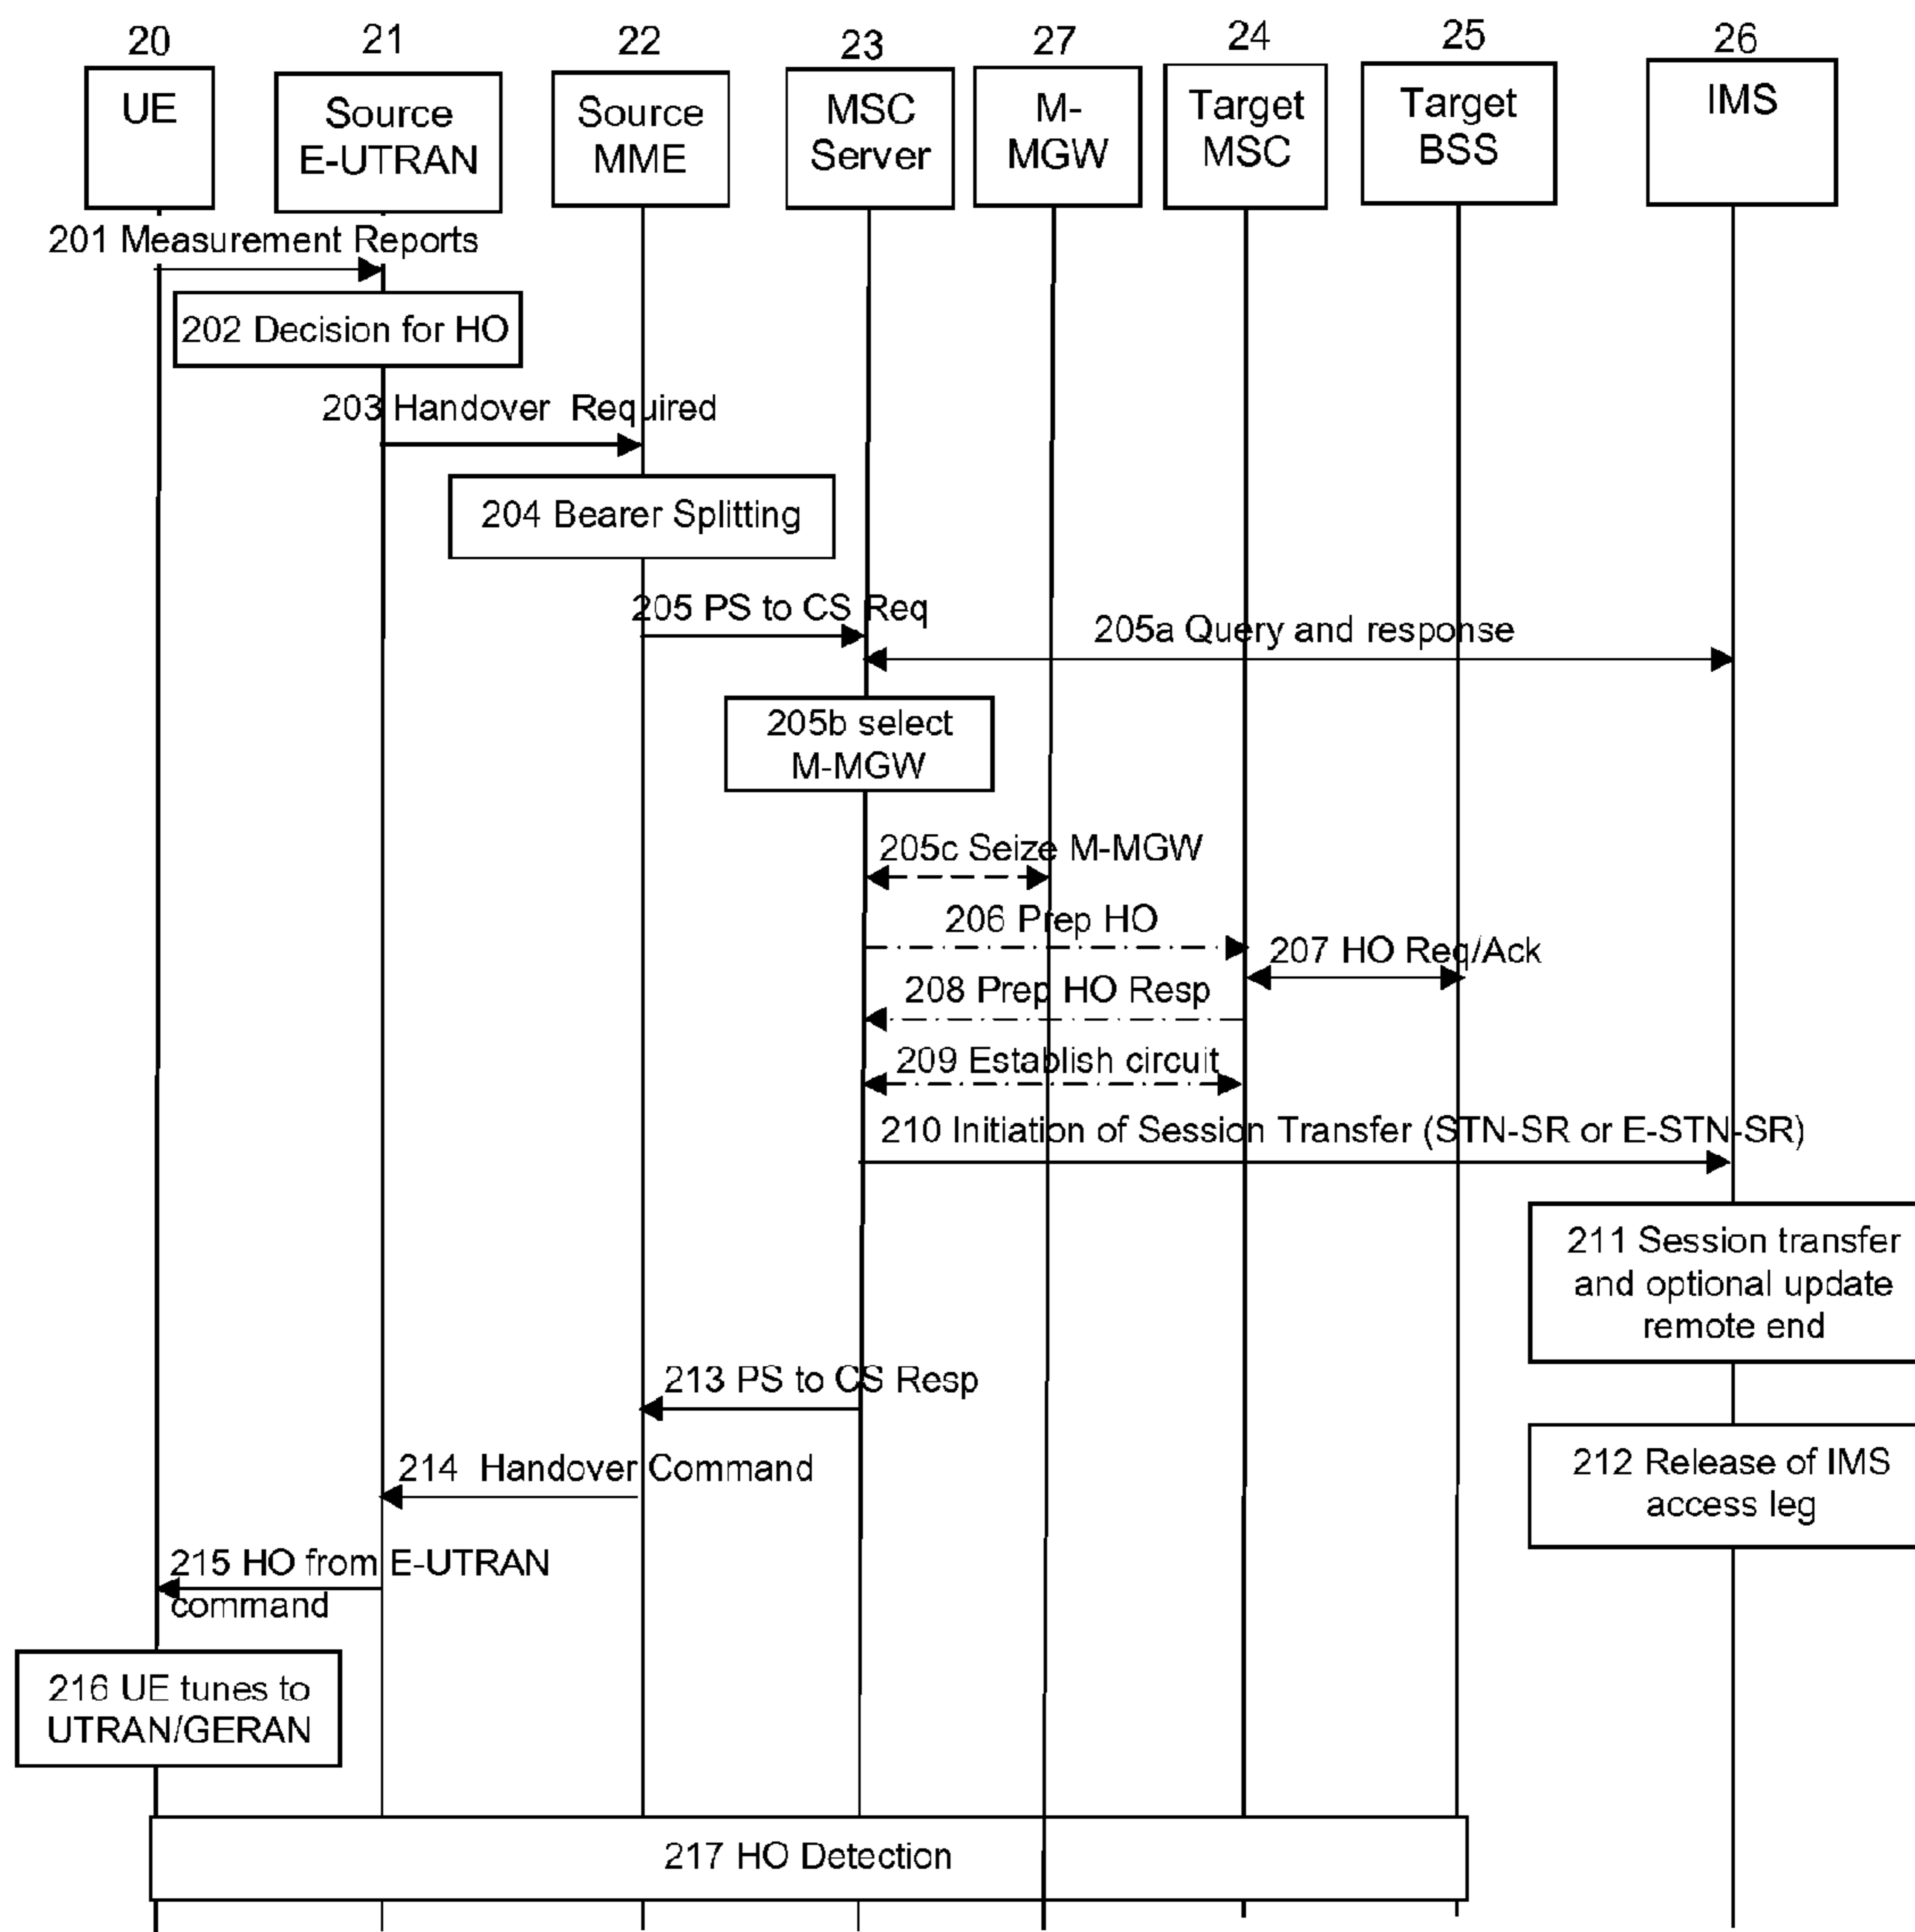 20
21
22
23
27
24
25
26
UE
Source
E-UTRAN
Source
MME
MSC
Server
M-
MGW
Target
MSC
Target
BSS
IMS
201 Measurement Reports
202 Decision for HO
203 Handover Required
204 Bearer Splitting
205 PS to CS Req
205a Query and response
205b select
M-MGW
205c Seize M-MGW
206 Prep HO
207 HO Req/Ack
208 Prep HO Resp
209 Establish circuit
210 Initiation of Session Transfer (STN-SR or E-STN-SR)
211 Session transfer
and optional update
remote end
213 PS to CS Resp
212 Release of IMS
access leg
214 Handover Command
215 HO from E-UTRAN
command
216 UE tunes to
UTRAN/GERAN
217 HO Detection